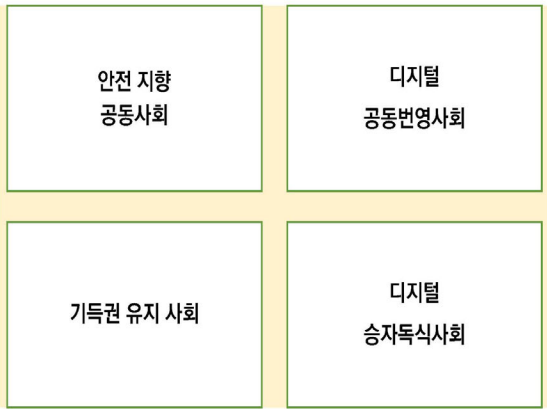 안전 지향
공동사회
디지털
공동번영사회
기득권 유지 사회
디지털
승자독식사회